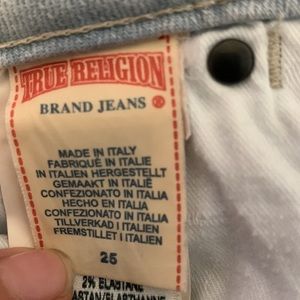 TRUE RELIGION
BRAND JEANS ®
MADE IN ITALY
FABRIQUÉ EN ITALIE
IN ITALIEN HERGESTELLT
GEMAAKT IN ITALIË
CONFEZIONATO IN ITALIA
HECHO EN ITALIA
CONFEZIONATO IN ITALIA
TILLVERKAD I ITALIEN
FREMSTILLET I ITALIEN
25
2% ELASTANE